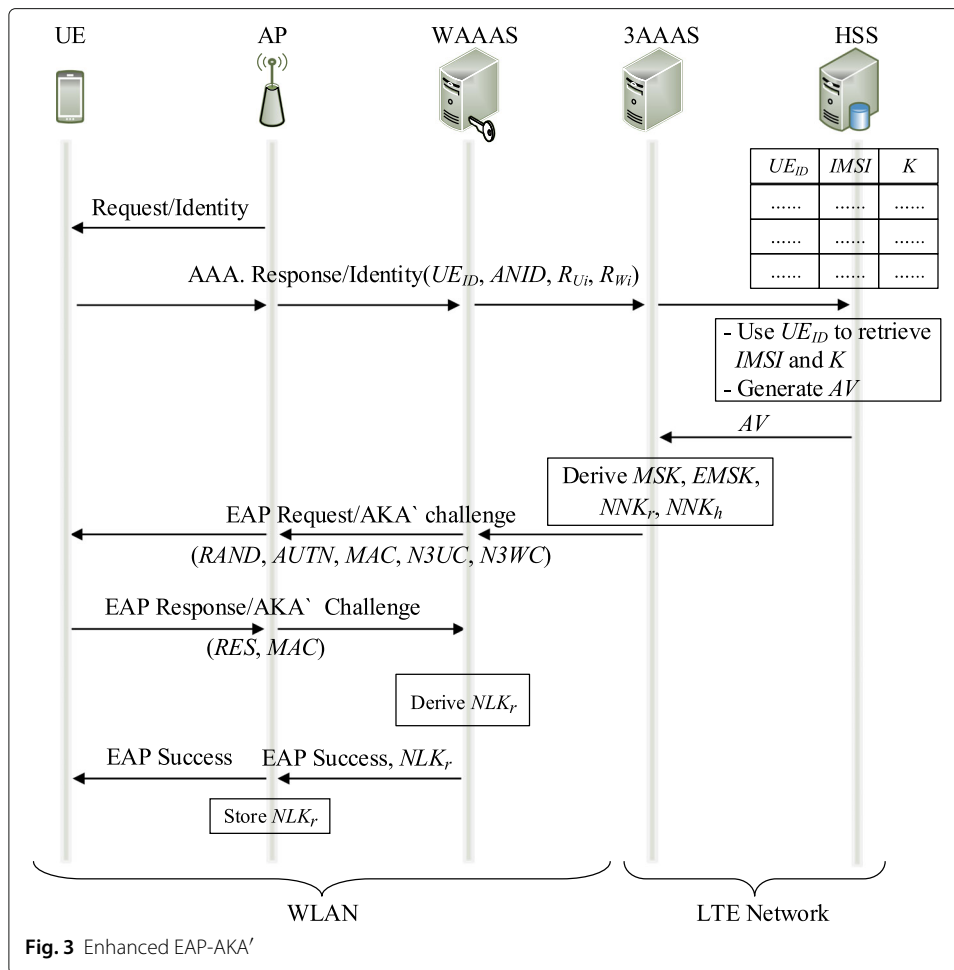 UE AP WAAAS 3AAAS HSS
UE_ID IMSI K
...... ...... ......
...... ...... ......
...... ...... ......
Request/Identity
AAA. Response/Identity(UE_ID, ANID, R_Ui, R_Wi)
- Use UE_ID to retrieve
IMSI and K
- Generate AV
AV
Derive MSK, EMSK,
NNK_r, NNK_h
EAP Request/AKA` challenge
(RAND, AUTN, MAC, N3UC, N3WC)
EAP Response/AKA` Challenge
(RES, MAC)
Derive NLK_r
EAP Success EAP Success, NLK_r
Store NLK_r
WLAN LTE Network
Fig. 3 Enhanced EAP-AKA′